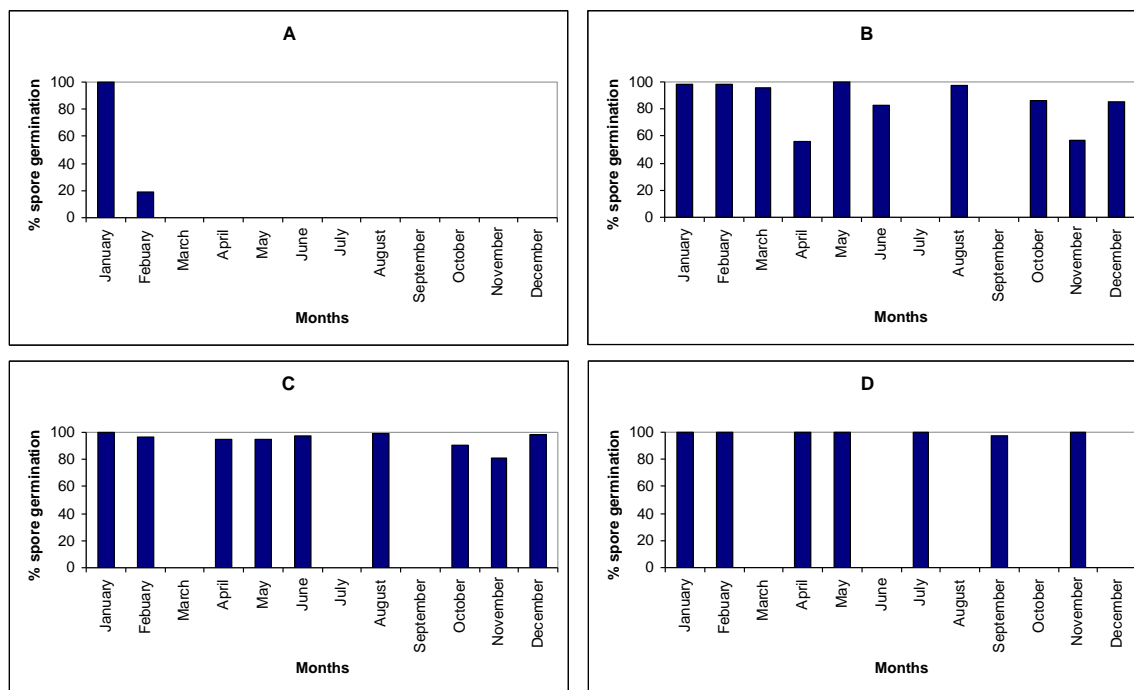 A
% spore germination
100
80
60
40
20
0
January
Febuary
March
April
May
June
July
August
September
October
November
December
Months
B
% spore germination
100
80
60
40
20
0
January
Febuary
March
April
May
June
July
August
September
October
November
December
Months
C
% spore germination
100
80
60
40
20
0
January
Febuary
March
April
May
June
July
August
September
October
November
December
Months
D
% spore germination
100
80
60
40
20
0
January
Febuary
March
April
May
June
July
August
September
October
November
December
Months